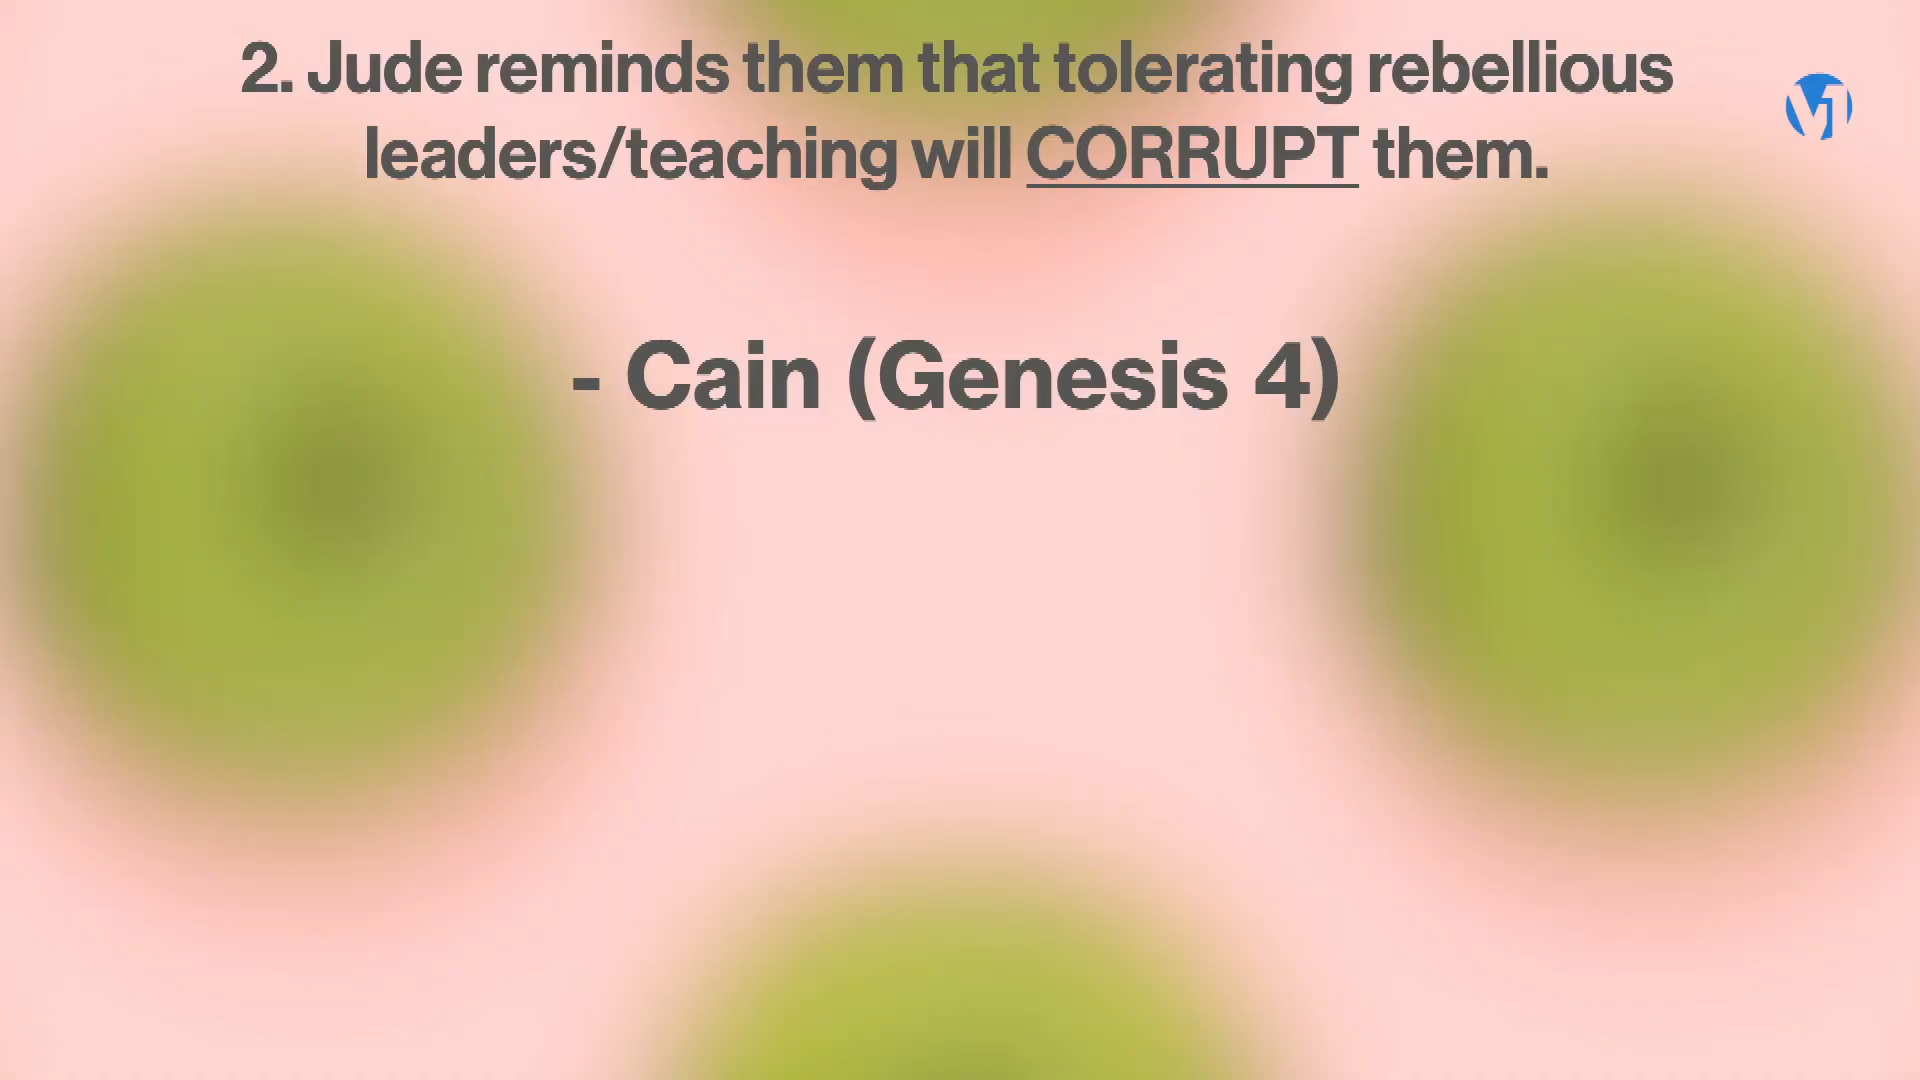 2. Jude reminds them that tolerating rebellious
leaders/teaching will CORRUPT them.
- Cain (Genesis 4)